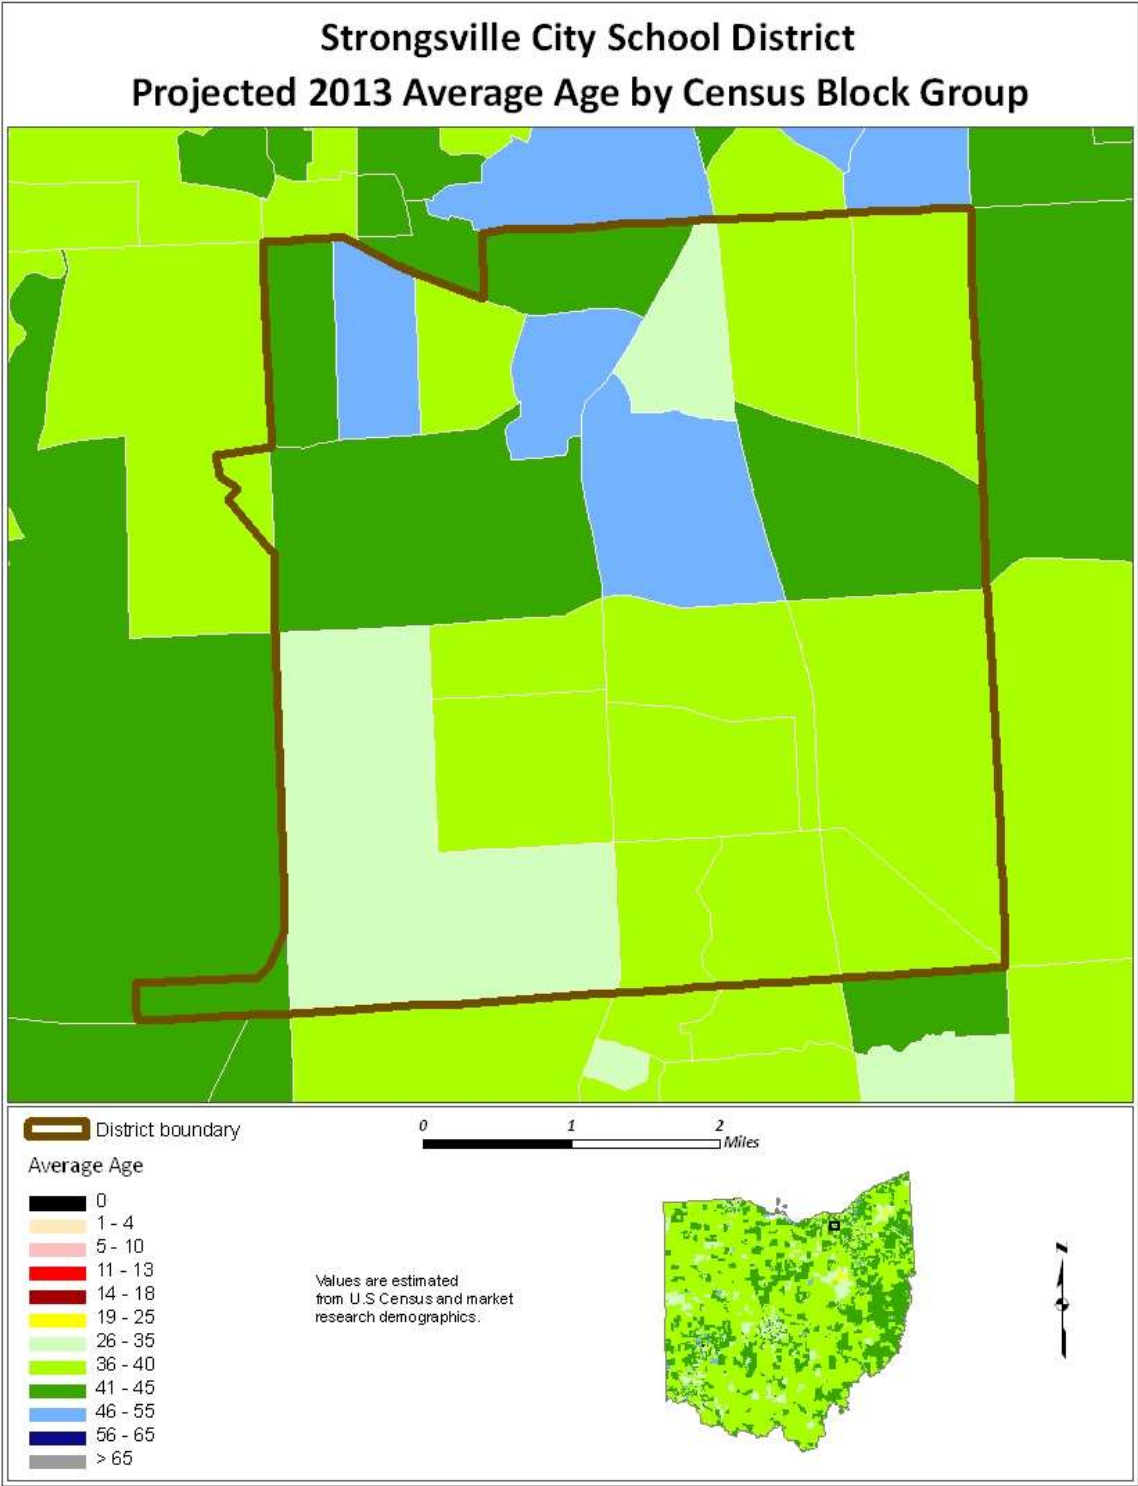 Strongsville City School District
Projected 2013 Average Age by Census Block Group
District boundary
0 1 2
Miles
Average Age
0
1 - 4
5 - 10
11 - 13
14 - 18
19 - 25
26 - 35
36 - 40
41 - 45
46 - 55
56 - 65
> 65
Values are estimated
from U.S Census and market
research demographics.
N